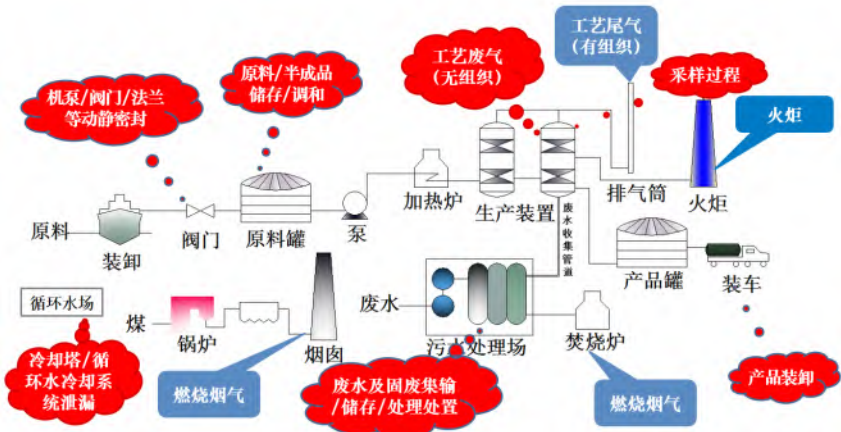 工艺尾气
(有组织)
工艺废气
(无组织)
原料/半成品
储存/调和
采样过程
机泵/阀门/法兰
等动静密封
火炬
加热炉
生产装置
排气筒
火炬
废水收集管道
原料
装卸
阀门
原料罐
泵
产品罐
装车
循环水场
煤
锅炉
烟囱
废水
污水处理场
焚烧炉
冷却塔/循
环水冷却系
统泄漏
燃烧烟气
废水及固废集输
/储存/处理处置
燃烧烟气
产品装卸